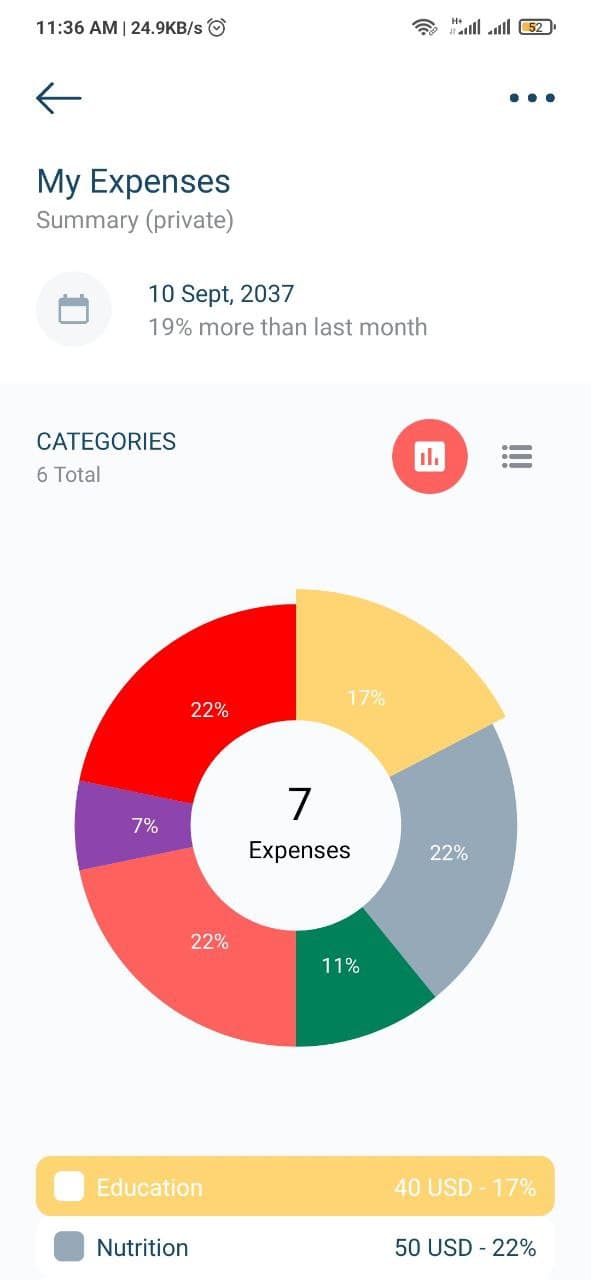 11:36 AM | 24.9KB/s
H+
52
My Expenses
Summary (private)
10 Sept, 2037
19% more than last month
CATEGORIES
6 Total
17%
22%
22%
7%
22%
11%
7
Expenses
Education 40 USD - 17%
Nutrition 50 USD - 22%